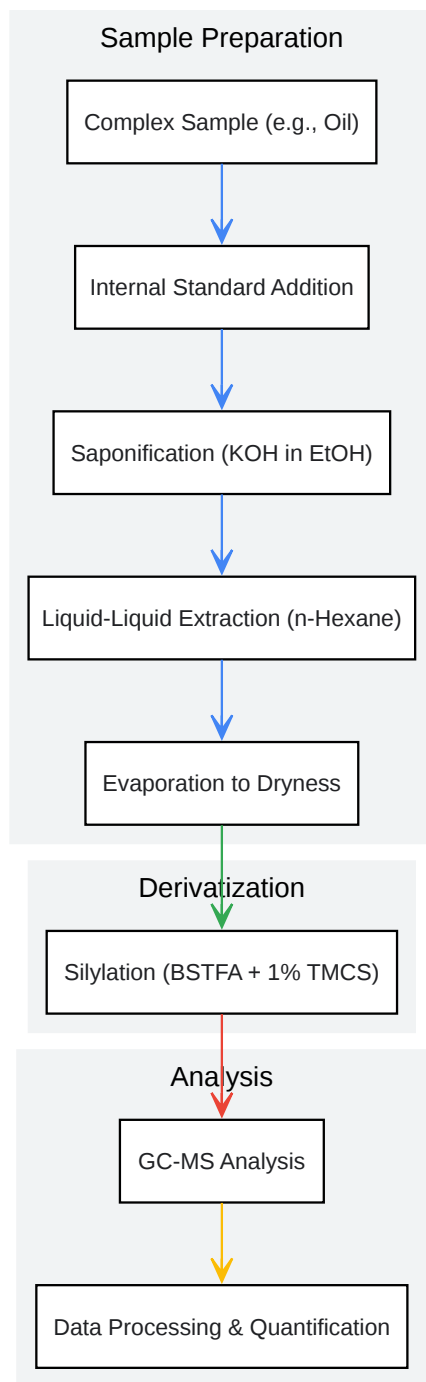 Sample Preparation
Complex Sample (e.g., Oil)
Internal Standard Addition
Saponification (KOH in EtOH)
Liquid-Liquid Extraction (n-Hexane)
Evaporation to Dryness
Derivatization
Silylation (BSTFA + 1% TMCS)
Analysis
GC-MS Analysis
Data Processing & Quantification